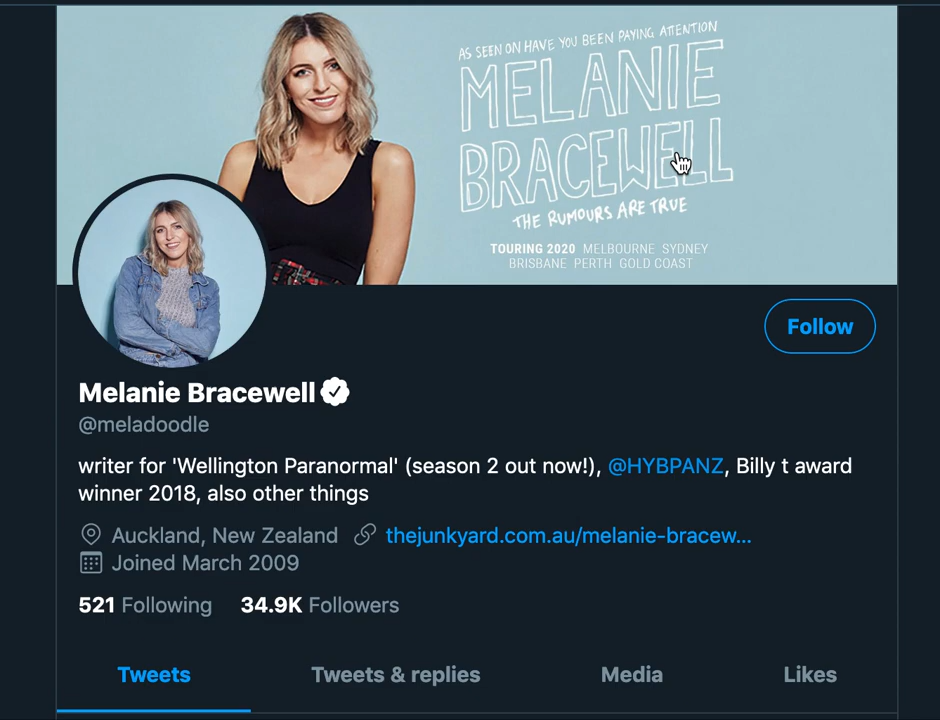 AS SEEN ON HAVE YOU BEEN PAYING ATTENTION
MELANIE
BRACEWELL
THE RUMOURS ARE TRUE
TOURING 2020 MELBOURNE SYDNEY
BRISBANE PERTH GOLD COAST
Follow
Melanie Bracewell
@meladoodle
writer for 'Wellington Paranormal' (season 2 out now!), @HYBPANZ, Billy t award
winner 2018, also other things
Auckland, New Zealand thejunkyard.com.au/melanie-bracew...
Joined March 2009
521 Following 34.9K Followers
Tweets Tweets & replies Media Likes